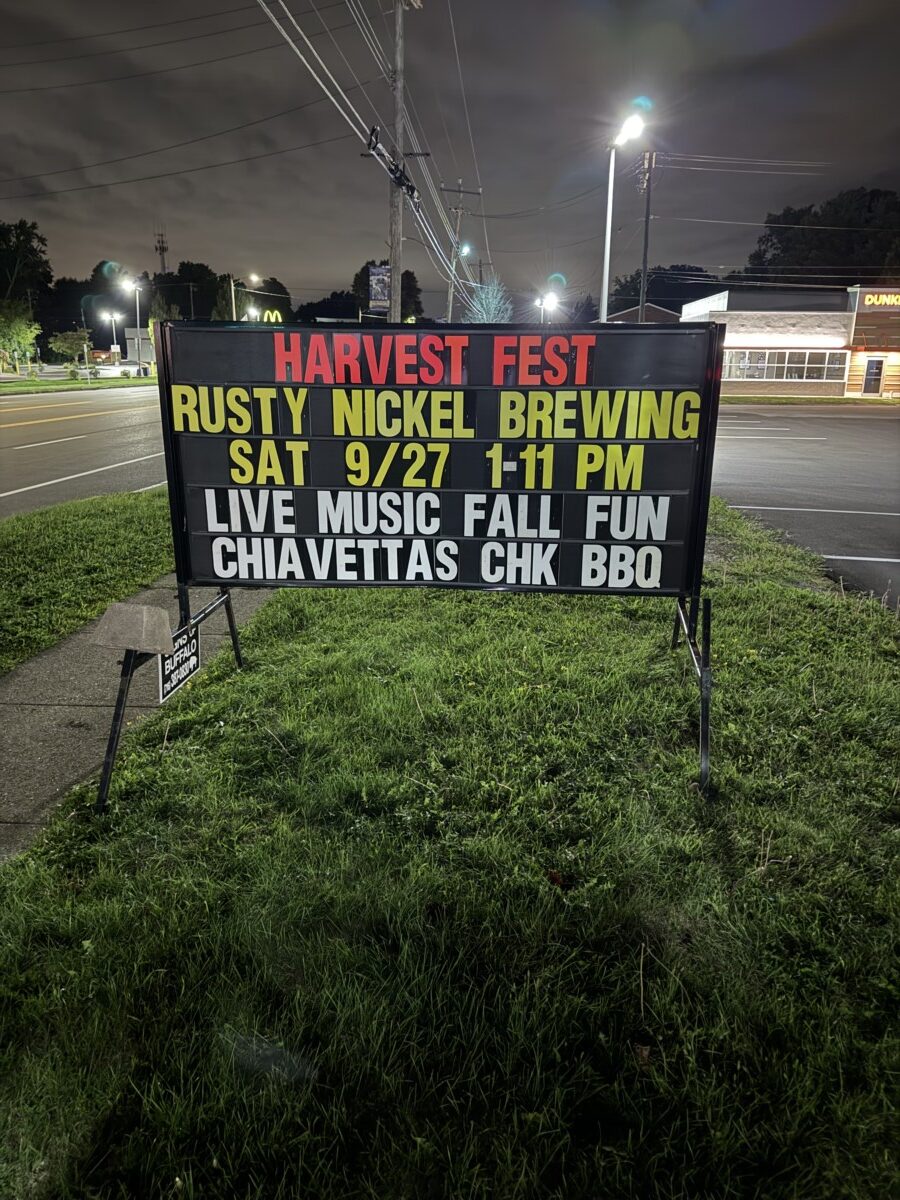 HARVEST FEST
RUSTY NICKEL BREWING
SAT 9/27 1-11 PM
LIVE MUSIC FALL FUN
CHIAVETTAS CHK BBQ
BUFFALO